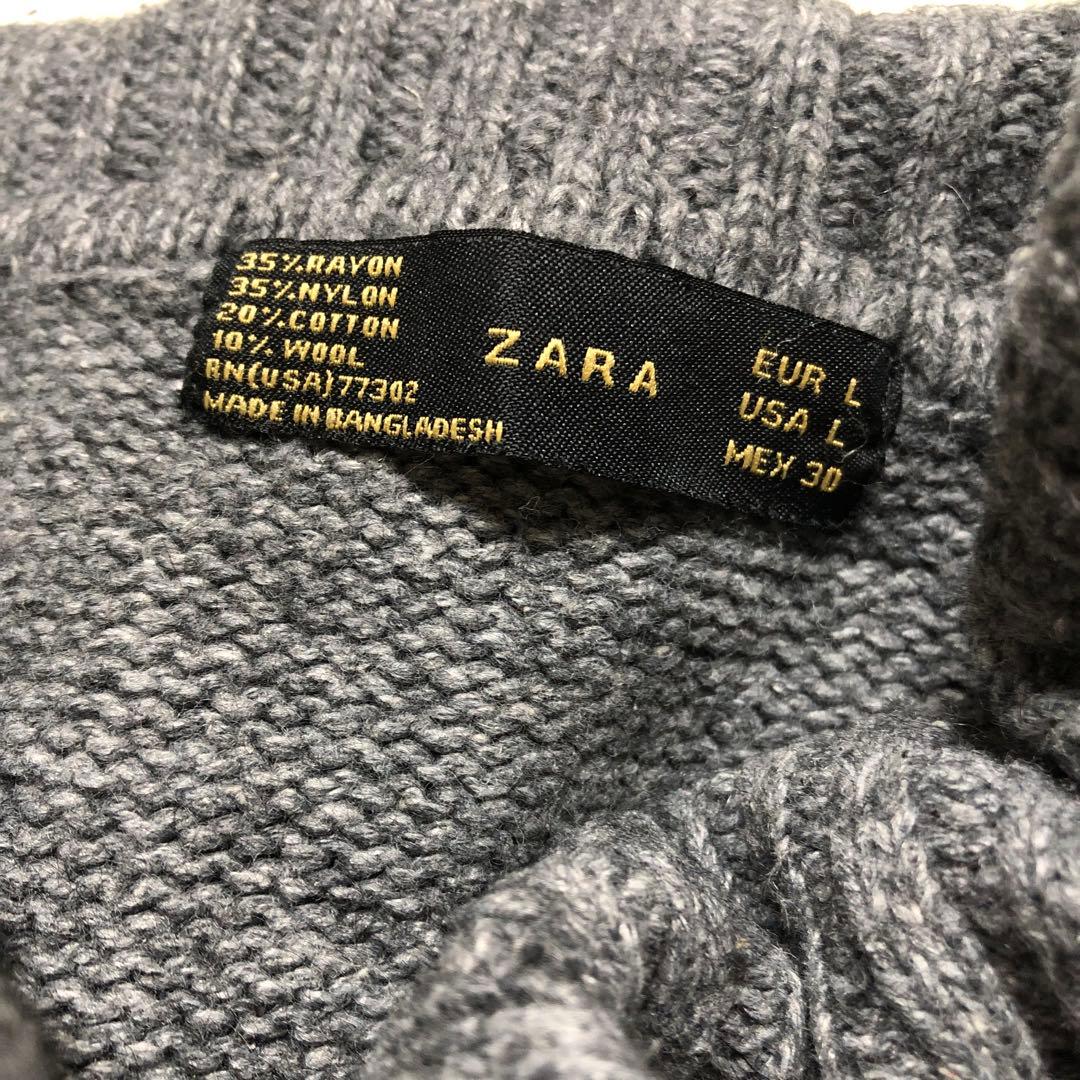 35%RAYON
35%NYLON
20%COTTON
10% WOOL
RN(USA)77302
MADE IN BANGLADESH
ZARA
EUR L
USA L
MEX 30